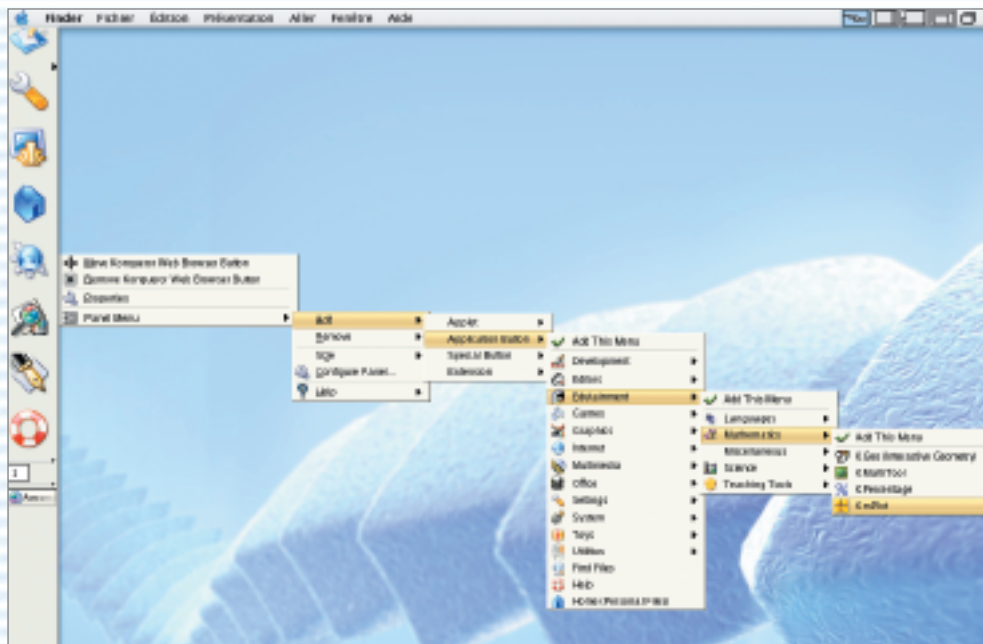 Finder Fichier Édition Présentation Aller Fenêtre Aide
Move Konqueror Web Browser Button
Remove Konqueror Web Browser Button
Properties
Panel Menu
Add
Remove
Size
Configure Panel...
Help
Applet
Application Button
Special Button
Extension
Add This Menu
Development
Editors
Edutainment
Games
Graphics
Internet
Multimedia
Office
Settings
System
Toys
Utilities
Find Files
Help
Home (Personal Files)
Add This Menu
Languages
Mathematics
Miscellaneous
Science
Teaching Tools
Add This Menu
KGeo (Interactive Geometry)
KMathTool
KPercentage
KmPlot
1